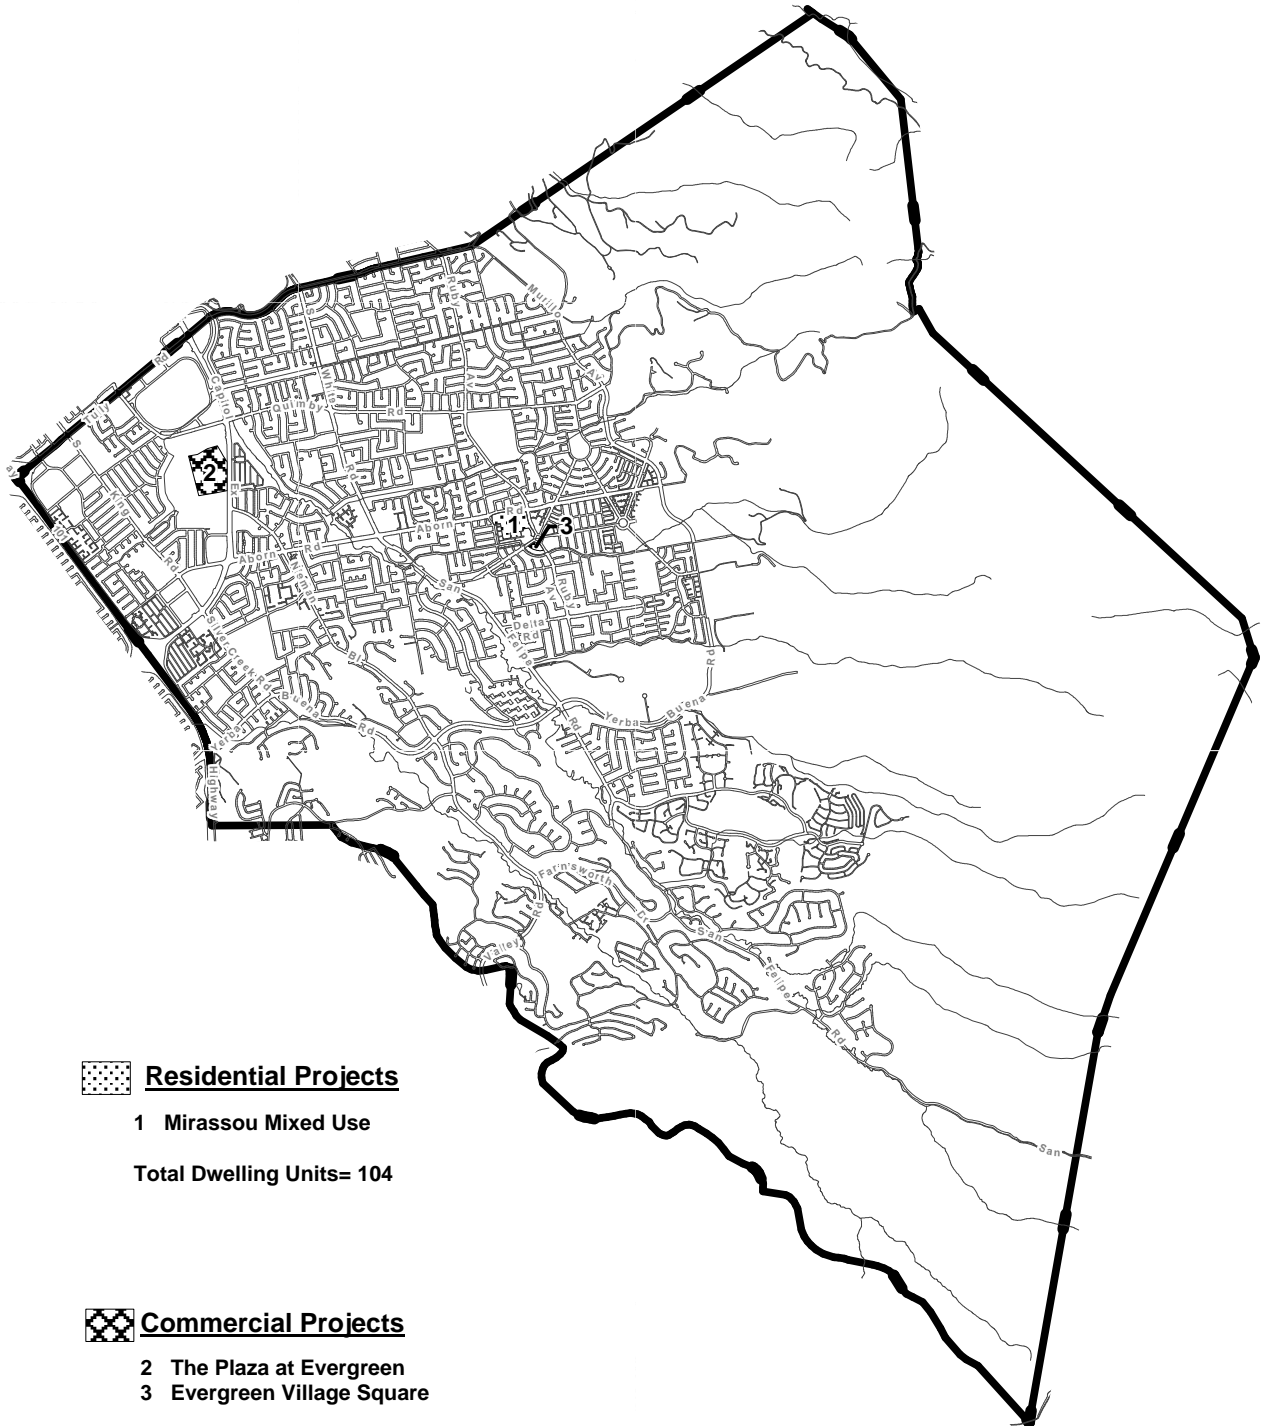 Ruby
Murillo
Av
S
White
Rd
Rd
Tully
S
King
Rd
Capitol
Ex
Quimby
Rd
Av
2
Aborn
Rd
1
3
Aborn
Rd
Nieman
Bl
San
Felipe
Rd
Ruby
Av
Delta
Rd
Silver Creek Rd
Yerba
Buena
Rd
Yerba
Buena
Rd
Highway
Farnsworth
Dr
Valley
Rd
San
Felipe
Rd
San
Residential Projects
1 Mirassou Mixed Use
Total Dwelling Units= 104
Commercial Projects
2 The Plaza at Evergreen
3 Evergreen Village Square